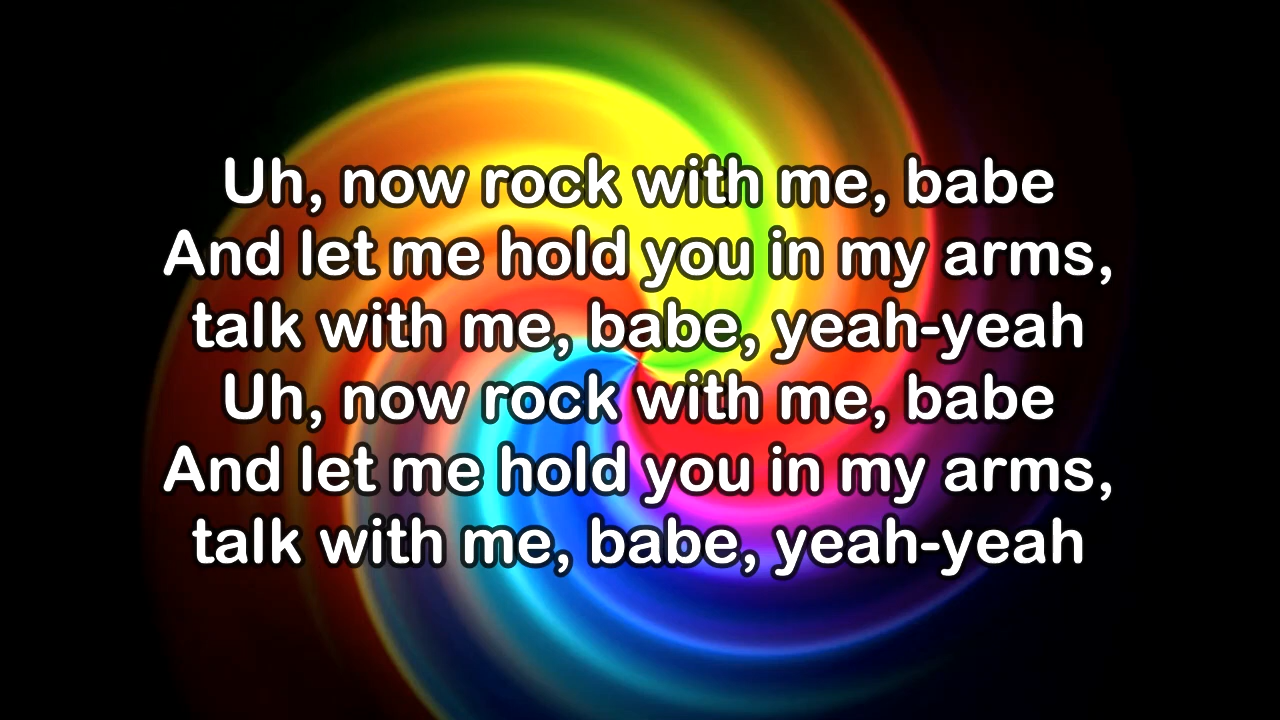 Uh, now rock with me, babe
And let me hold you in my arms,
talk with me, babe, yeah-yeah
Uh, now rock with me, babe
And let me hold you in my arms,
talk with me, babe, yeah-yeah